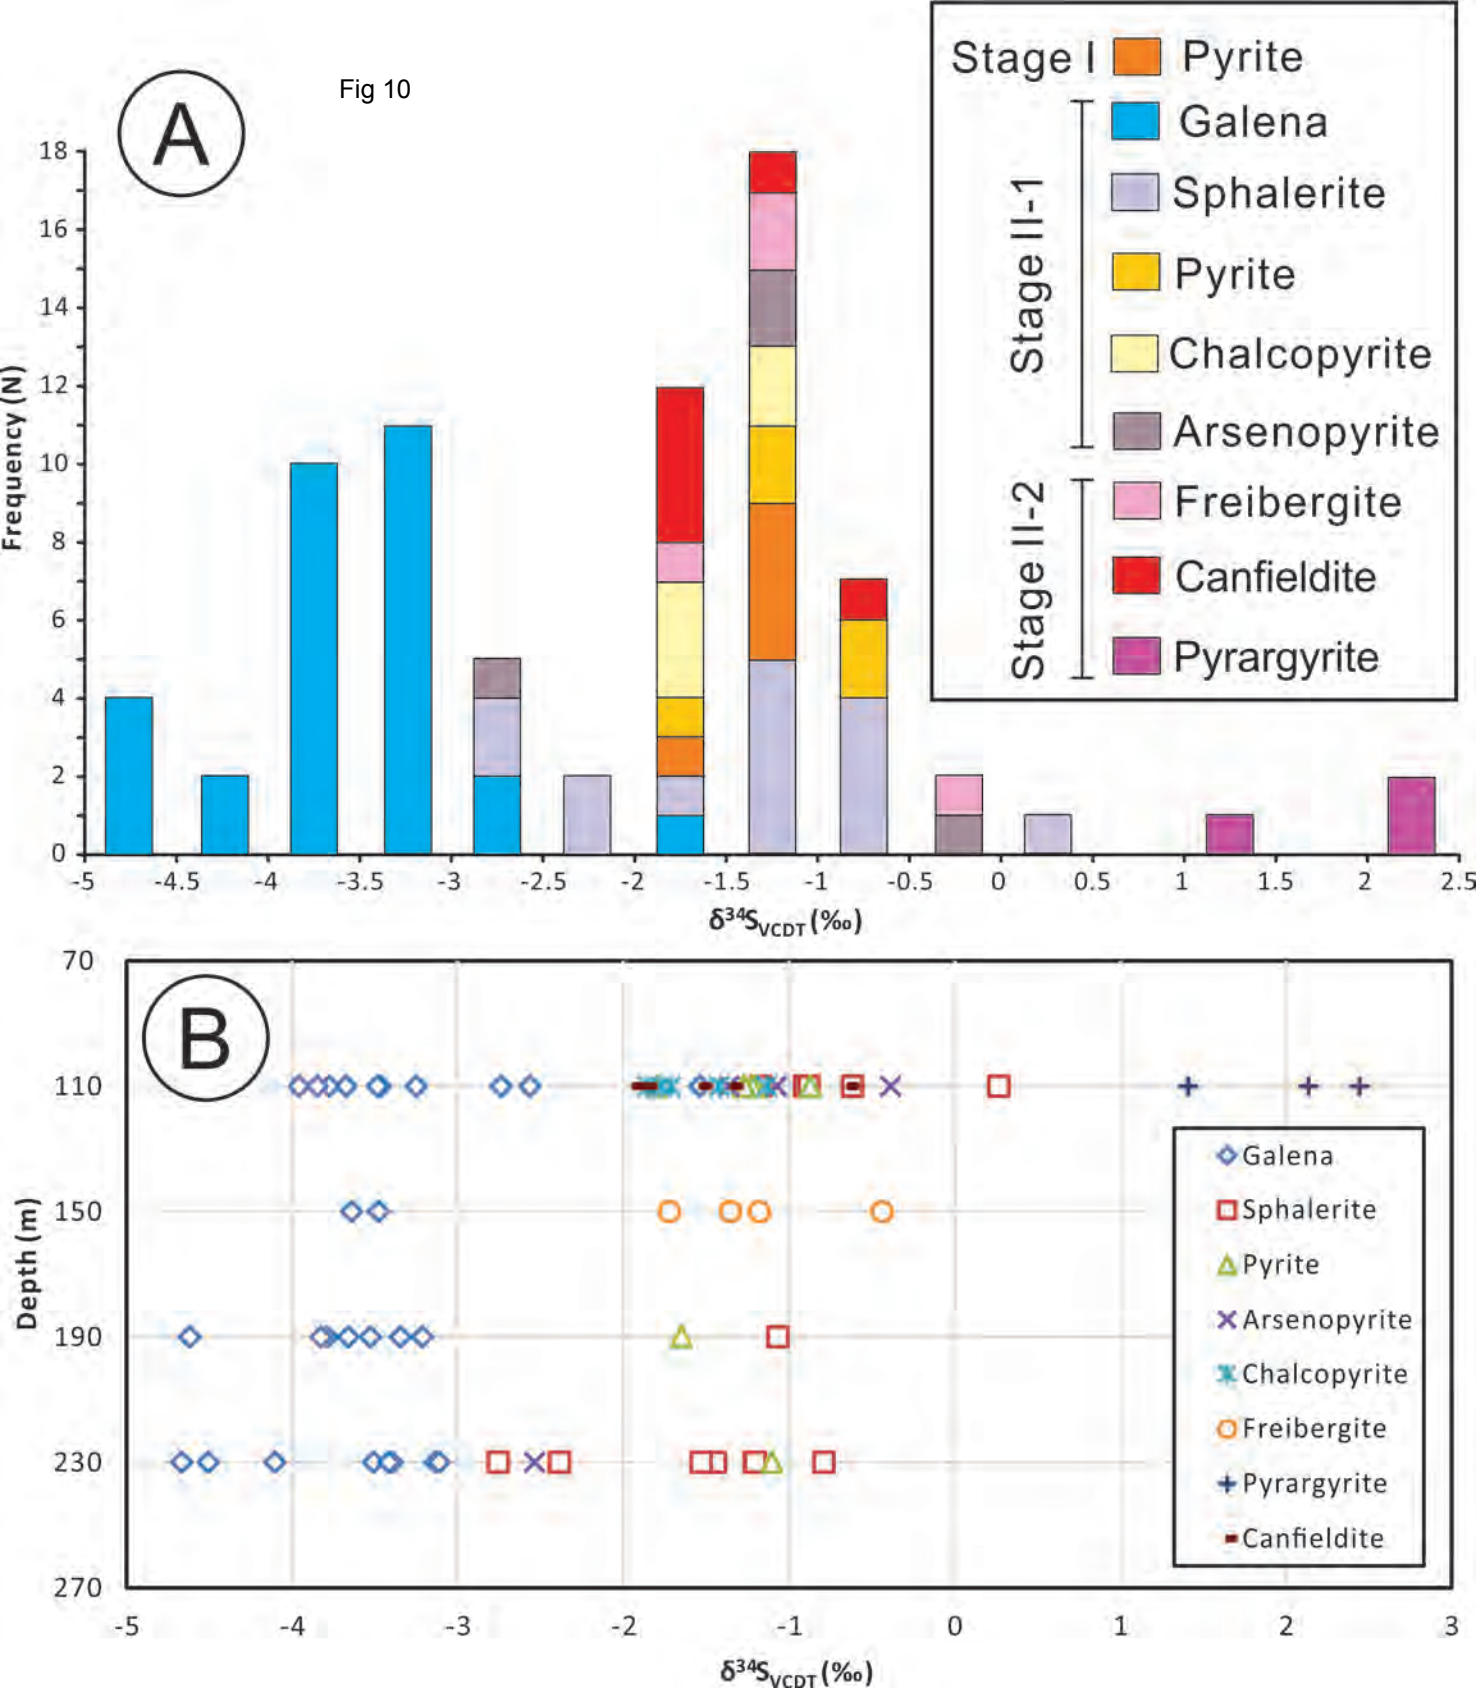 A
Fig 10
Stage I
Pyrite
Galena
Sphalerite
Pyrite
Chalcopyrite
Arsenopyrite
Stage II-1
Freibergite
Canfieldite
Pyrargyrite
Stage II-2
Frequency (N)
18
16
14
12
10
8
6
4
2
0
-5 -4.5 -4 -3.5 -3 -2.5 -2 -1.5 -1 -0.5 0 0.5 1 1.5 2 2.5
δ³⁴S_VCDT (‰)
B
Depth (m)
70
110
150
190
230
270
Galena
Sphalerite
Pyrite
Arsenopyrite
Chalcopyrite
Freibergite
Pyrargyrite
Canfieldite
-5 -4 -3 -2 -1 0 1 2 3
δ³⁴S_VCDT (‰)